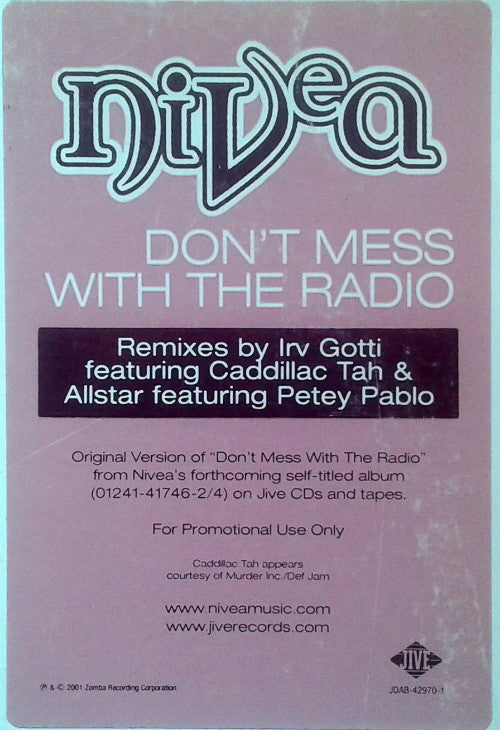 nivea
DON'T MESS
WITH THE RADIO
Remixes by Irv Gotti
featuring Caddillac Tah &
Allstar featuring Petey Pablo
Original Version of "Don't Mess With The Radio"
from Nivea's forthcoming self-titled album
(01241-41746-2/4) on Jive CDs and tapes.
For Promotional Use Only
Caddillac Tah appears
courtesy of Murder Inc./Def Jam
www.niveamusic.com
www.jiverecords.com
JIVE
℗ & © 2001 Zomba Recording Corporation
JDAB-42970-1